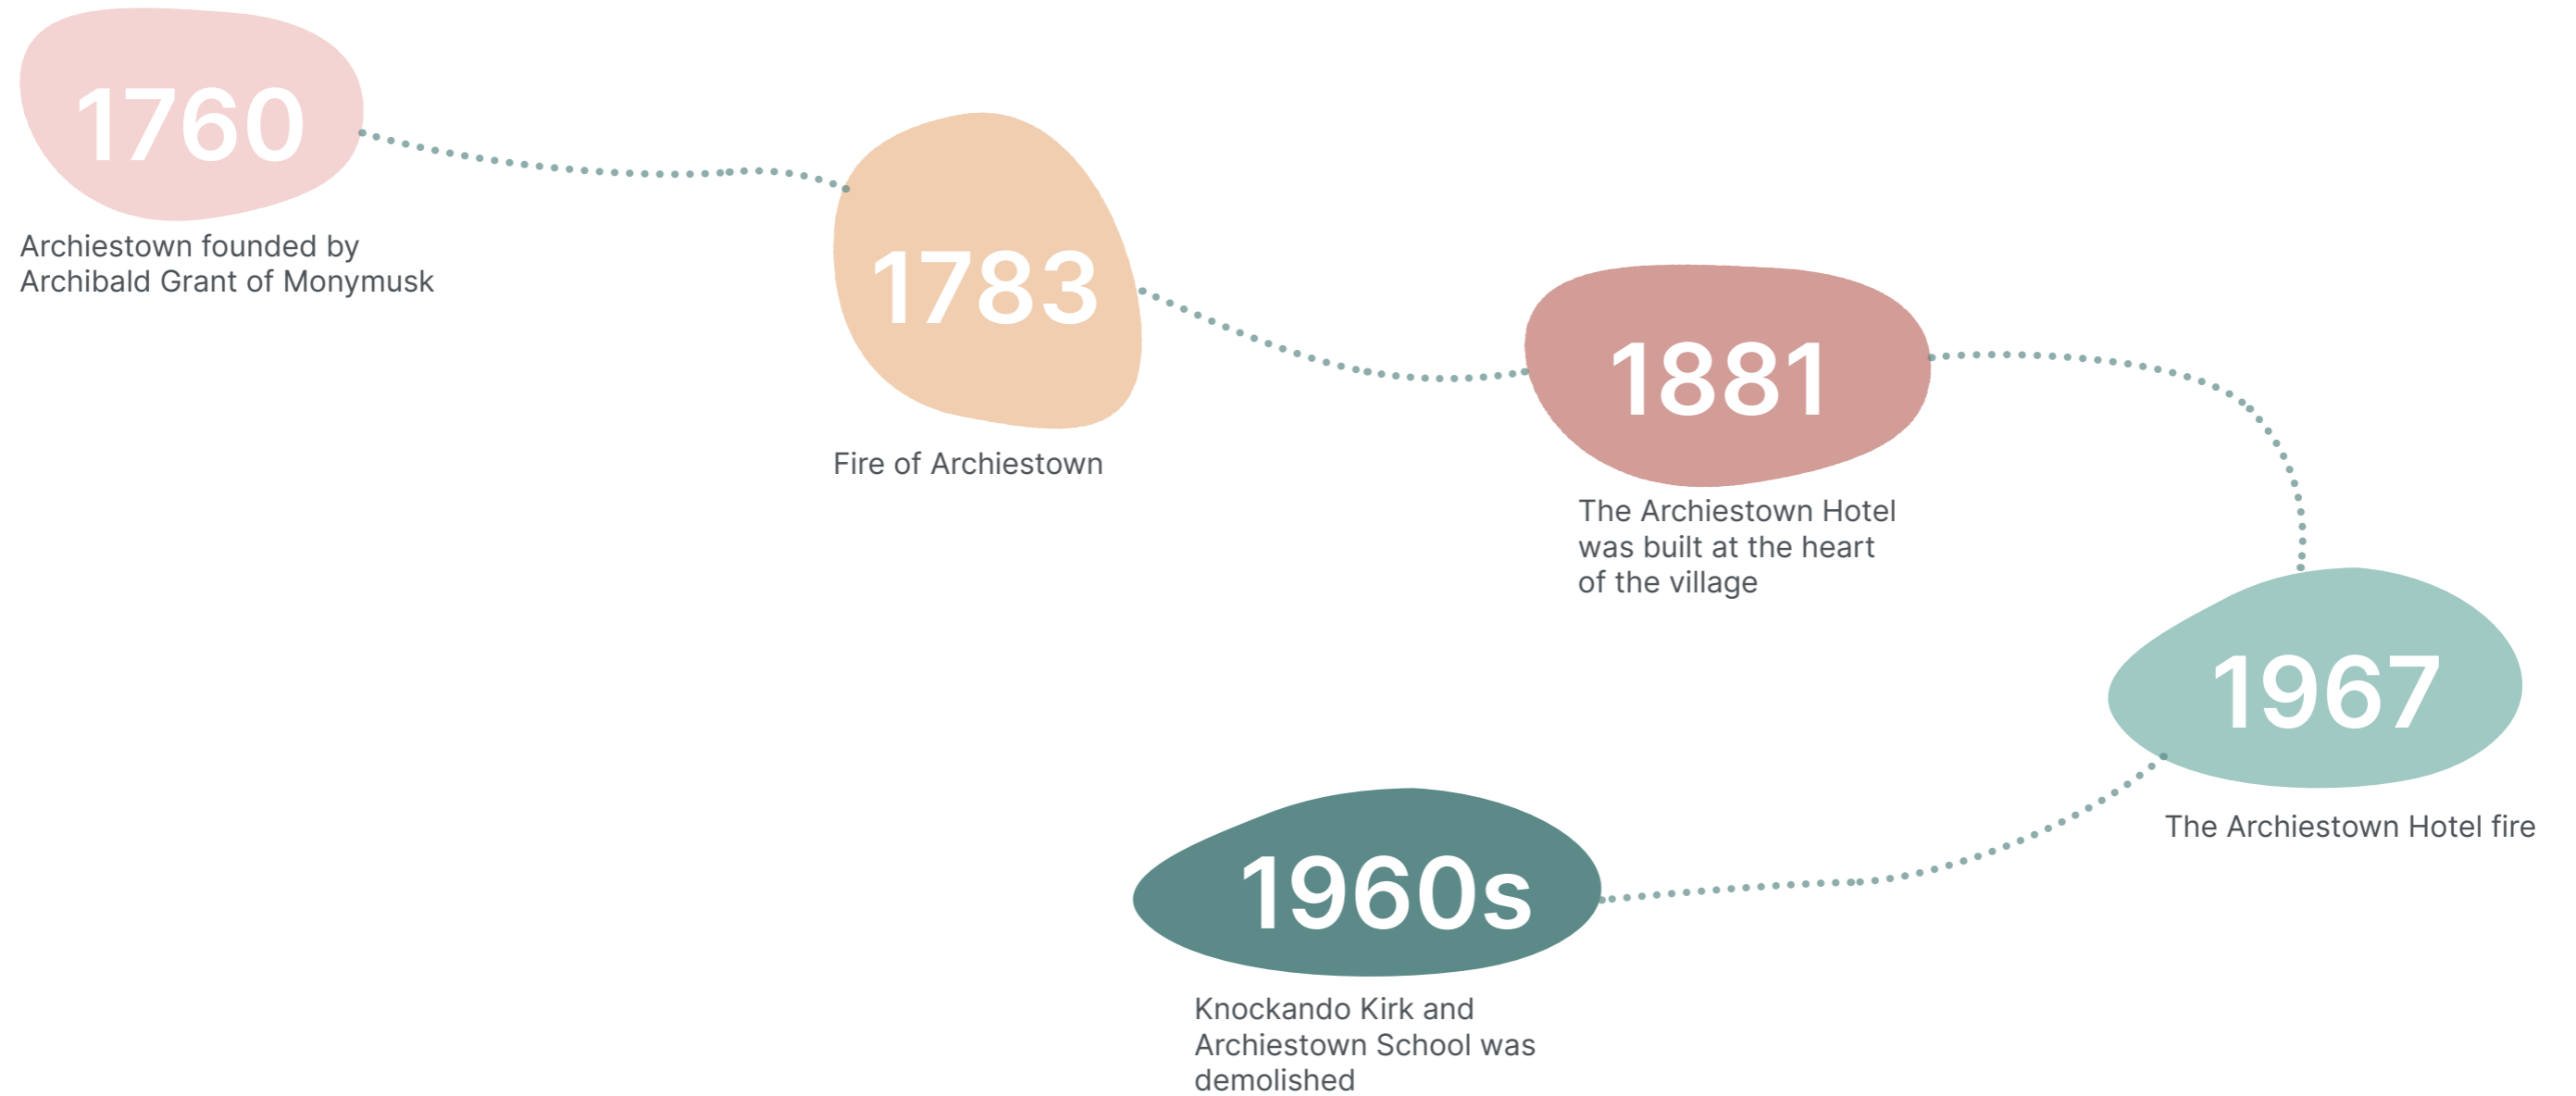 1760
Archiestown founded by
Archibald Grant of Monymusk
1783
Fire of Archiestown
1881
The Archiestown Hotel
was built at the heart
of the village
1967
The Archiestown Hotel fire
1960s
Knockando Kirk and
Archiestown School was
demolished